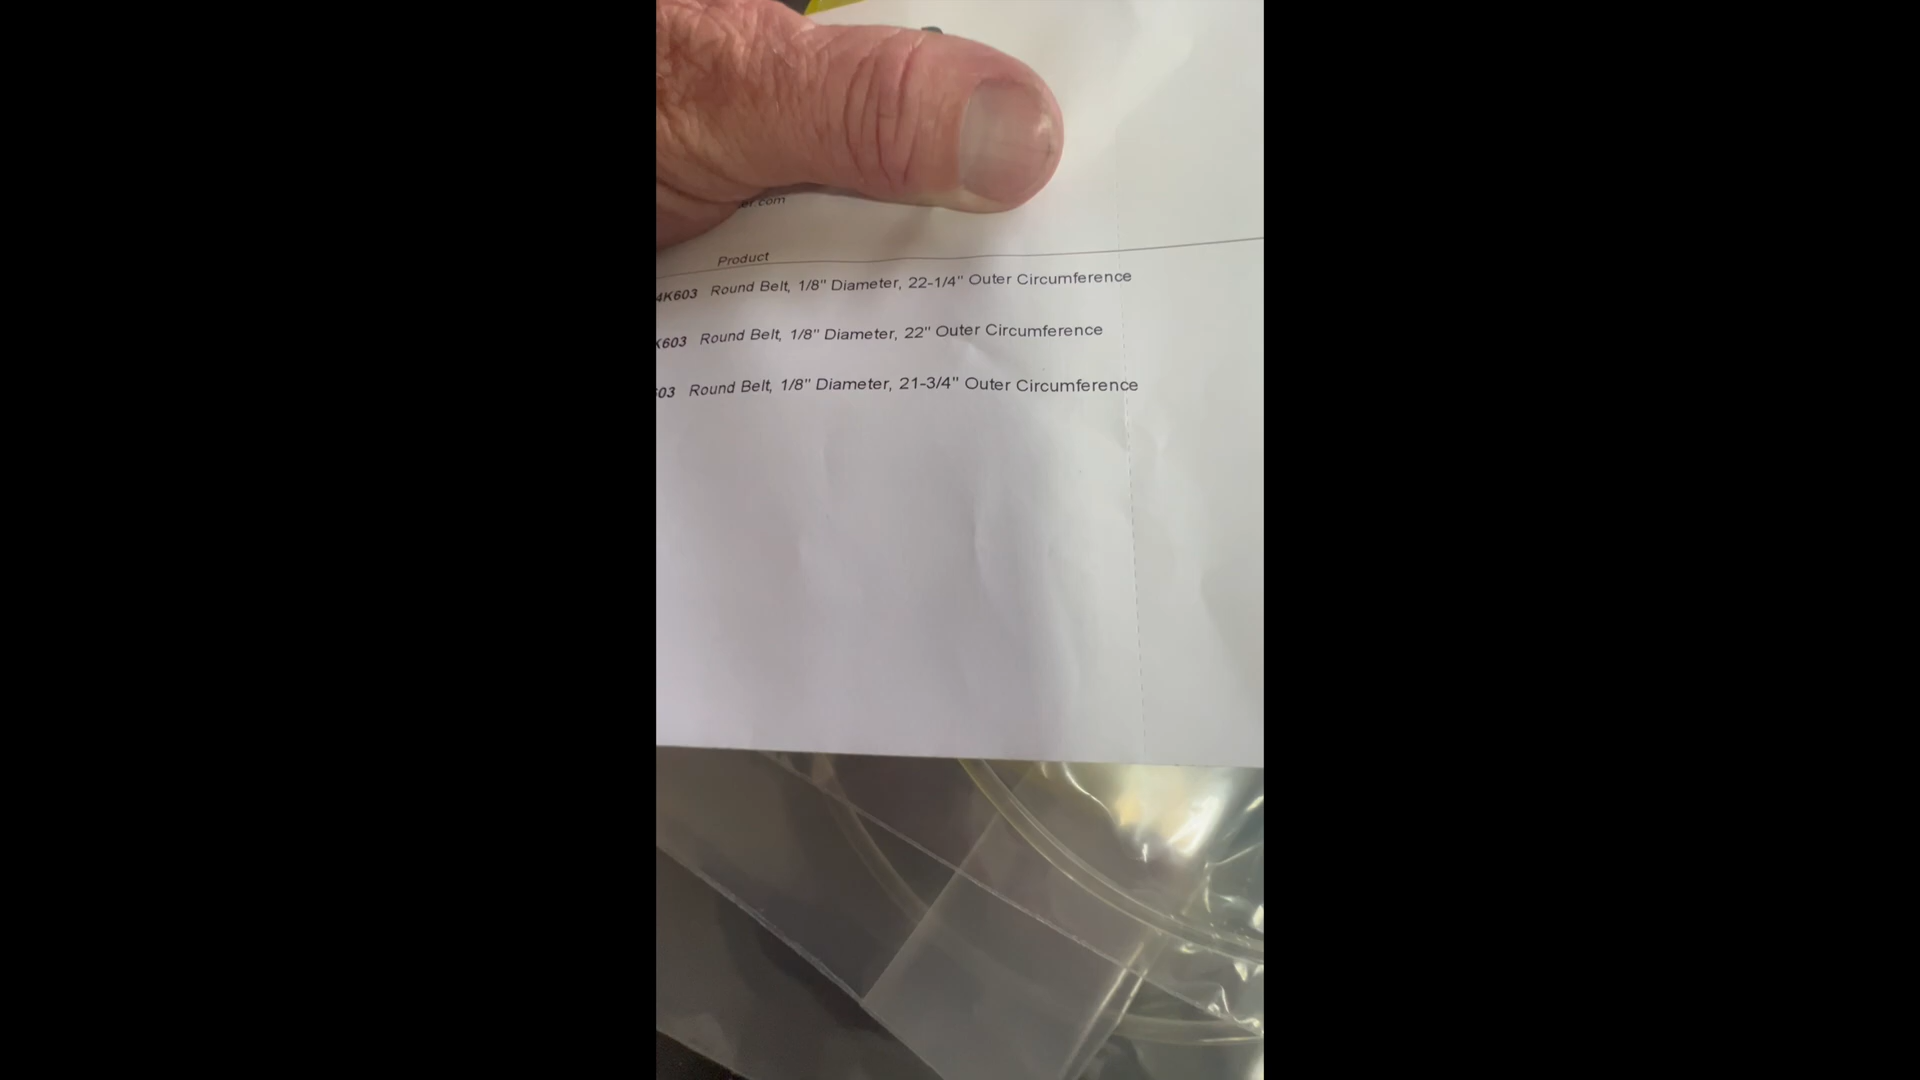 Product
4K603 Round Belt, 1/8" Diameter, 22-1/4" Outer Circumference
K603 Round Belt, 1/8" Diameter, 22" Outer Circumference
03 Round Belt, 1/8" Diameter, 21-3/4" Outer Circumference